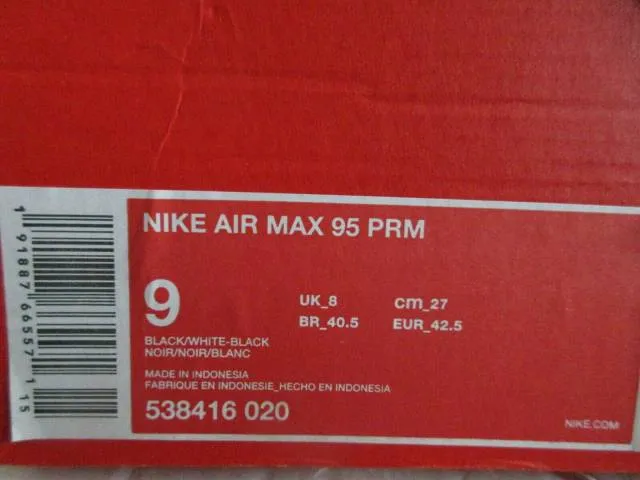 NIKE AIR MAX 95 PRM
9
UK_8 cm_27
BR_40.5 EUR_42.5
BLACK/WHITE-BLACK
NOIR/NOIR/BLANC
MADE IN INDONESIA
FABRIQUE EN INDONESIE_HECHO EN INDONESIA
538416 020
NIKE.COM
1 91887 66557 1 15